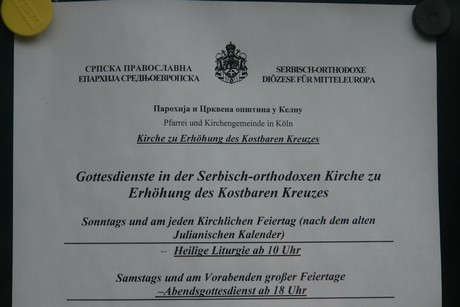 СРПСКА ПРАВОСЛАВНА SERBISCH-ORTHODOXE
ЕПАРХИЈА СРЕДЊОЕВРОПСКА DIÖZESE FÜR MITTELEUROPA
Парохија и Црквена општина у Келну
Pfarrei und Kirchengemeinde in Köln
Kirche zu Erhöhung des Kostbaren Kreuzes
Gottesdienste in der Serbisch-orthodoxen Kirche zu
Erhöhung des Kostbaren Kreuzes
Sonntags und am jeden Kirchlichen Feiertag (nach dem alten
Julianischen Kalender)
– Heilige Liturgie ab 10 Uhr
Samstags und am Vorabenden großer Feiertage
–Abendsgottesdienst ab 18 Uhr